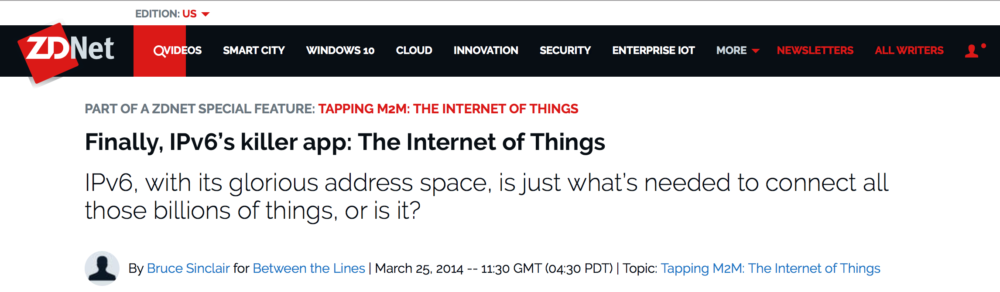 EDITION: US
ZDNet
VIDEOS SMART CITY WINDOWS 10 CLOUD INNOVATION SECURITY ENTERPRISE IOT MORE NEWSLETTERS ALL WRITERS
PART OF A ZDNET SPECIAL FEATURE: TAPPING M2M: THE INTERNET OF THINGS
Finally, IPv6’s killer app: The Internet of Things
IPv6, with its glorious address space, is just what’s needed to connect all
those billions of things, or is it?
By Bruce Sinclair for Between the Lines | March 25, 2014 -- 11:30 GMT (04:30 PDT) | Topic: Tapping M2M: The Internet of Things